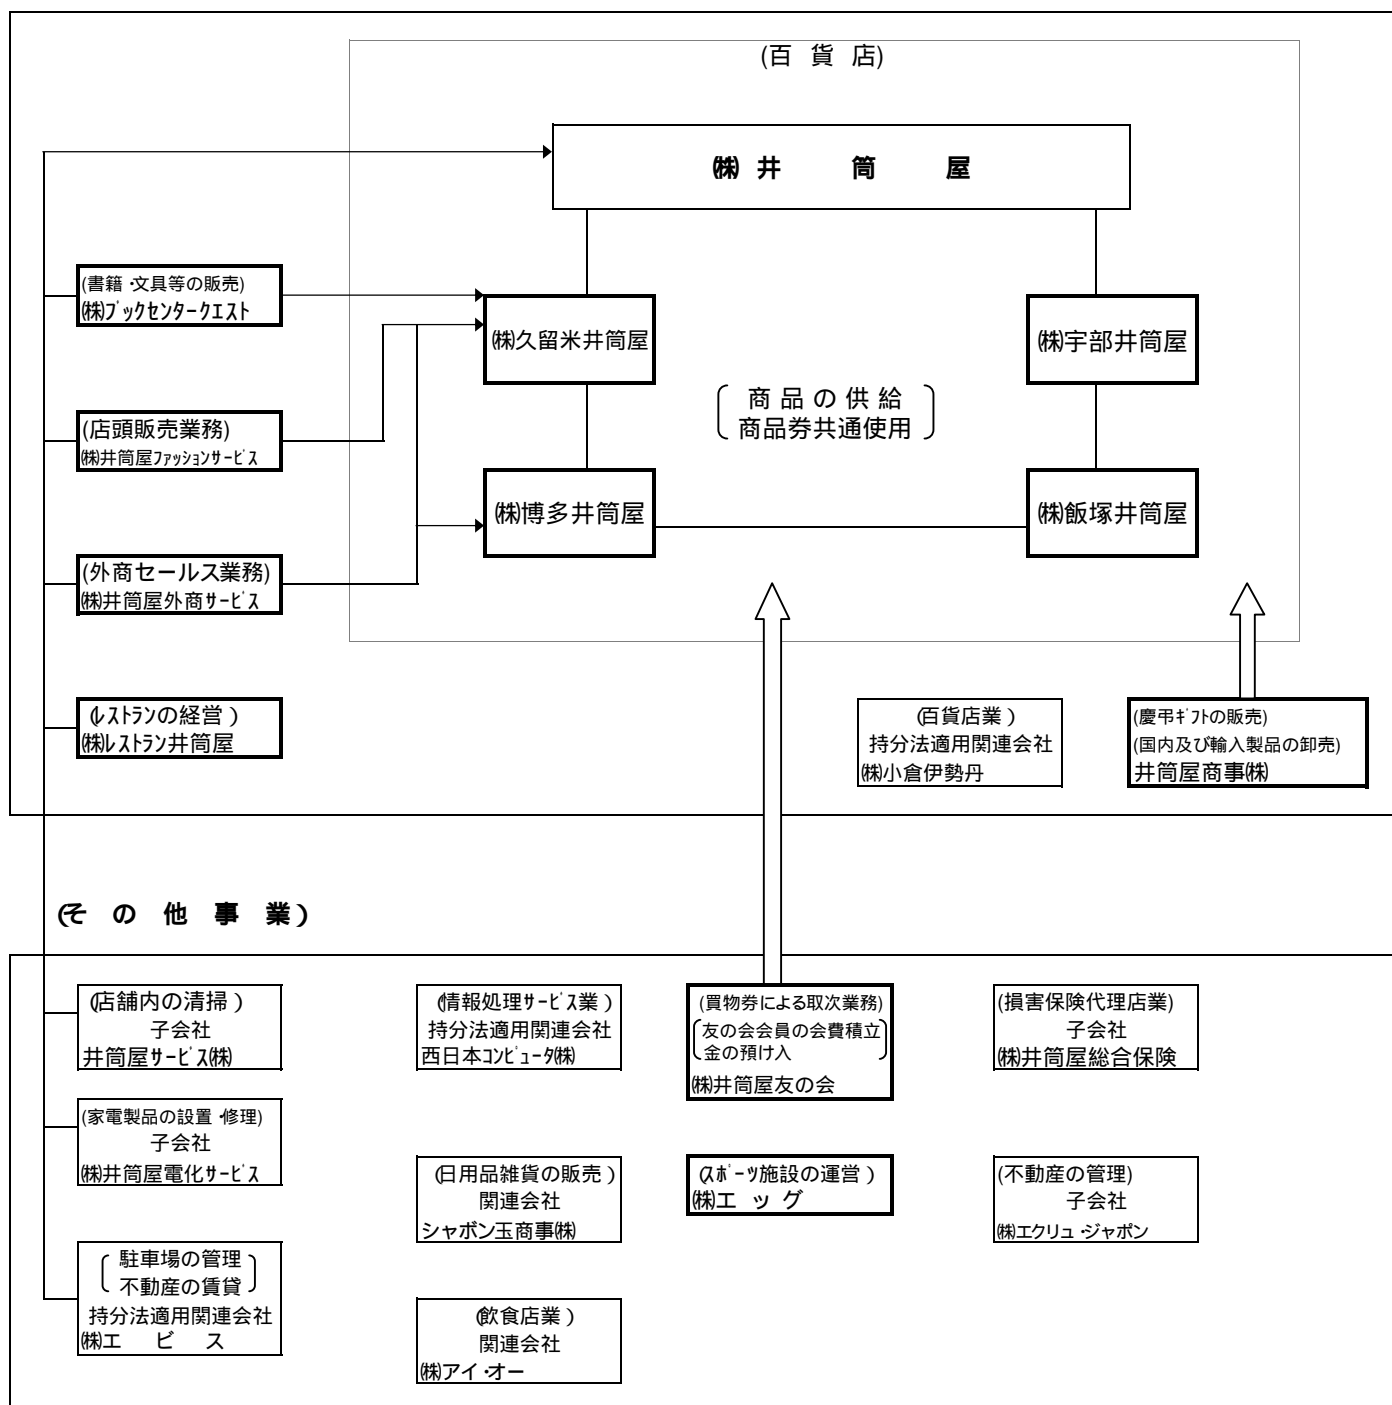 (百 貨 店)
㈱ 井 筒 屋
(書籍・文具等の販売)
㈱ブックセンタークエスト
㈱久留米井筒屋
㈱宇部井筒屋
商 品 の 供 給
商品券共通使用
(店頭販売業務)
㈱井筒屋ファッションサービス
㈱博多井筒屋
㈱飯塚井筒屋
(外商セールス業務)
㈱井筒屋外商サービス
(レストランの経営)
㈱レストラン井筒屋
(百貨店業)
持分法適用関連会社
㈱小倉伊勢丹
(慶弔ギフトの販売)
(国内及び輸入製品の卸売)
井筒屋商事㈱
(そ の 他 事 業)
(店舗内の清掃)
子会社
井筒屋サービス㈱
(情報処理サービス業)
持分法適用関連会社
西日本コンピュータ㈱
(買物券による取次業務)
友の会会員の会費積立
金の預け入
㈱井筒屋友の会
(損害保険代理店業)
子会社
㈱井筒屋総合保険
(家電製品の設置・修理)
子会社
㈱井筒屋電化サービス
(日用品雑貨の販売)
関連会社
シャボン玉商事㈱
(スポーツ施設の運営)
㈱エ ッ グ
(不動産の管理)
子会社
㈱エクリュ・ジャポン
駐車場の管理
不動産の賃貸
持分法適用関連会社
㈱エ ビ ス
(飲食店業)
関連会社
㈱アイ・オー